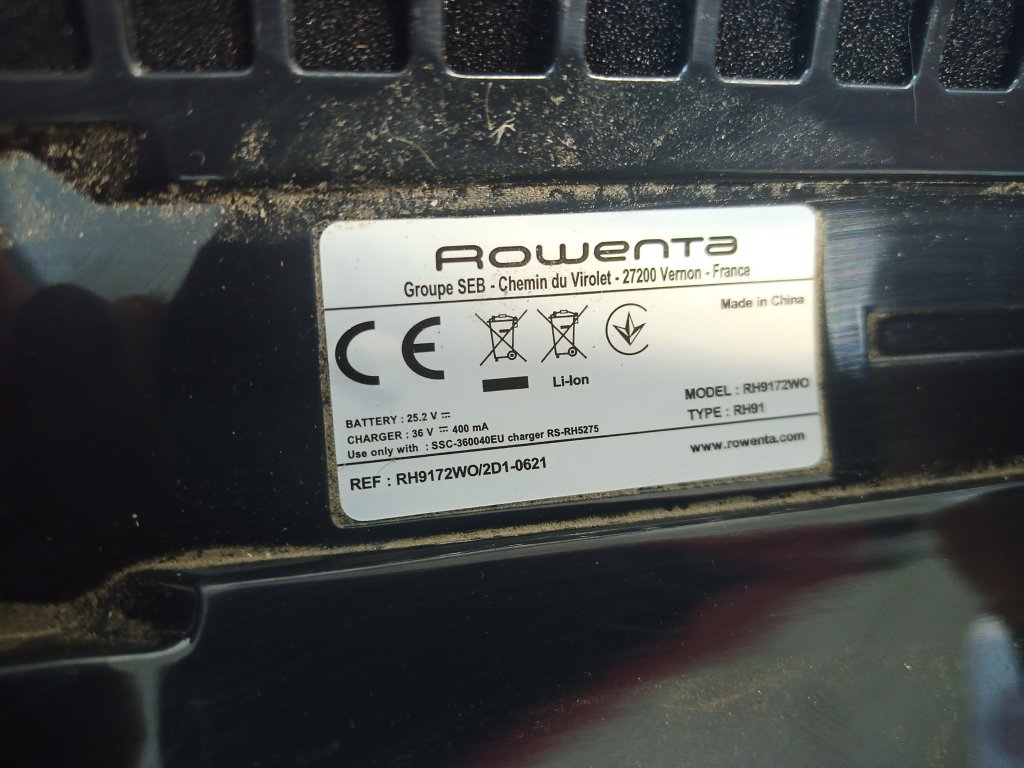 Rowenta
Groupe SEB - Chemin du Virolet - 27200 Vernon - France
Made in China
CE
Li-Ion
MODEL : RH9172WO
TYPE : RH91
BATTERY : 25.2 V ⎓
CHARGER : 36 V ⎓ 400 mA
Use only with : SSC-360040EU charger RS-RH5275
www.rowenta.com
REF : RH9172WO/2D1-0621